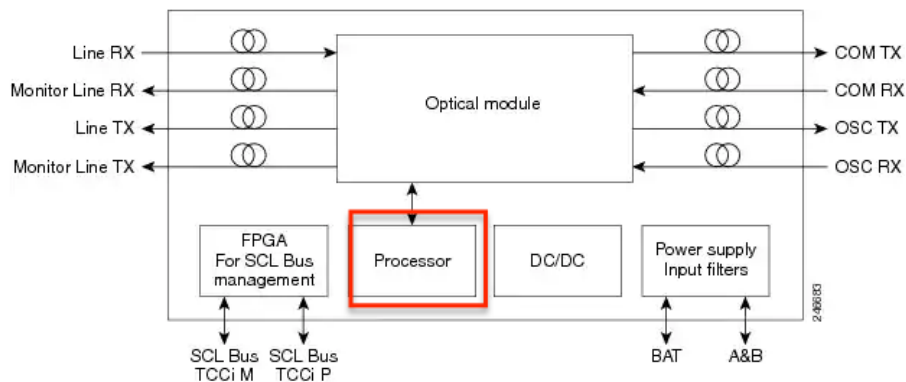 Line RX
COM TX
Monitor Line RX
COM RX
Optical module
Line TX
OSC TX
Monitor Line TX
OSC RX
FPGA
For SCL Bus
management
Processor
DC/DC
Power supply
Input filters
246683
SCL Bus
TCCi M
SCL Bus
TCCi P
BAT
A&B